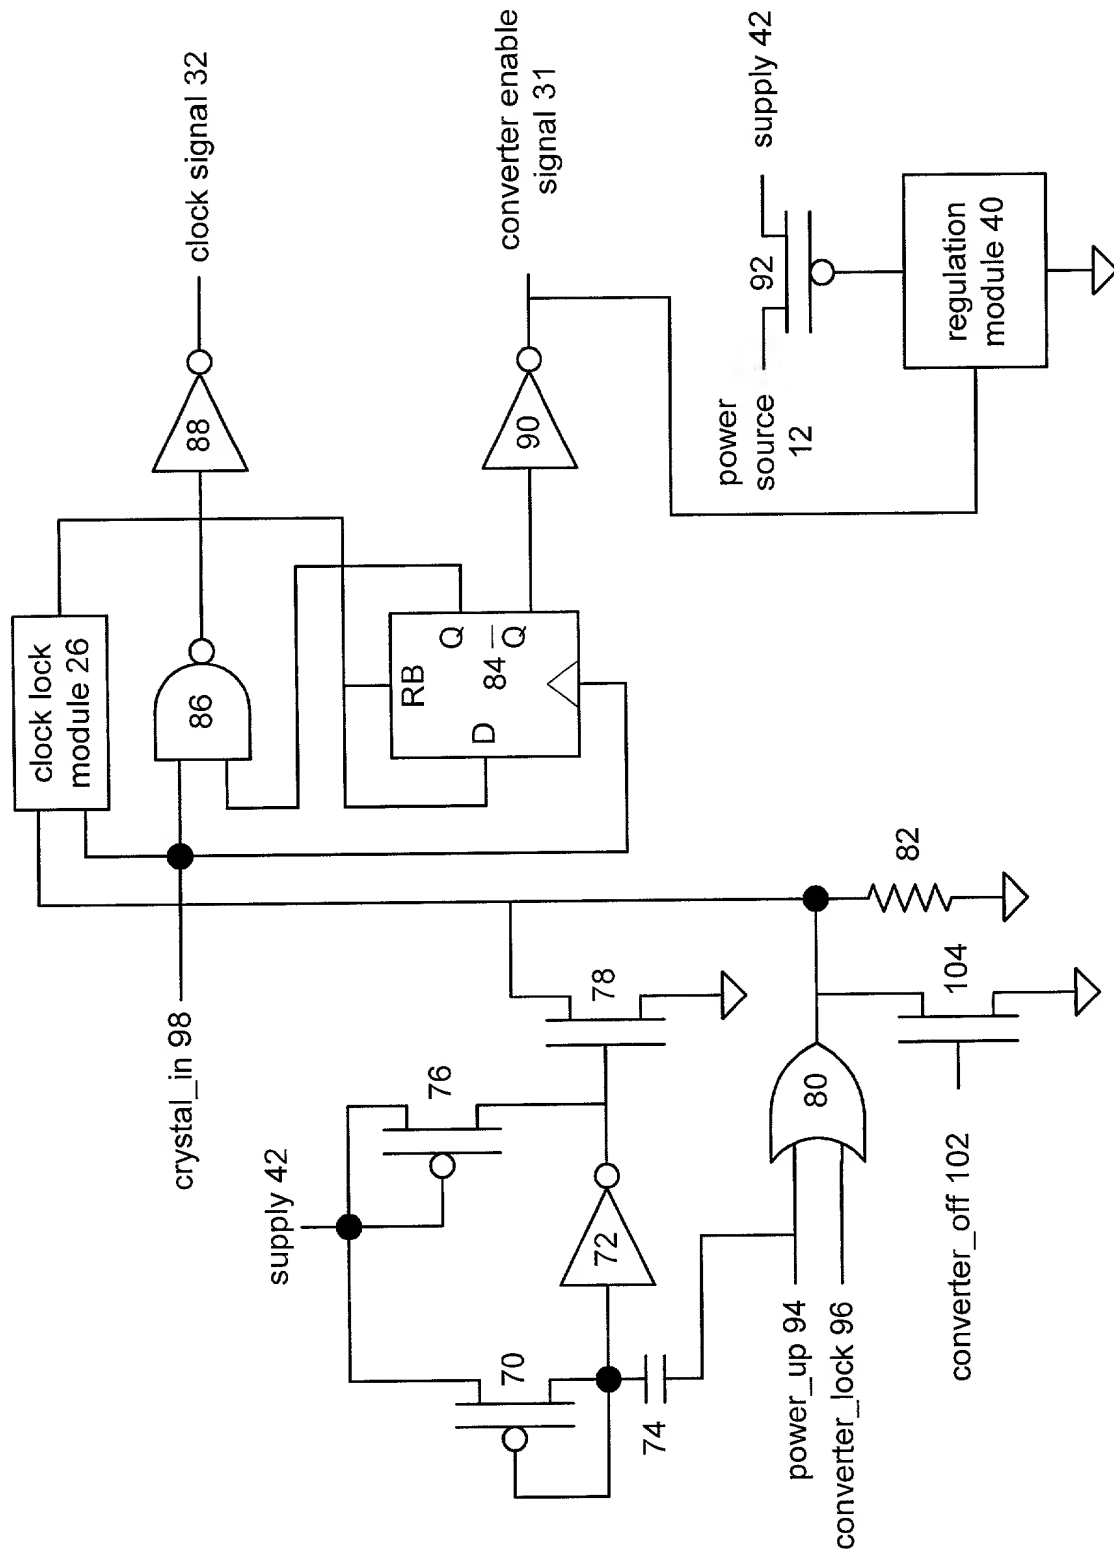 clock signal 32
converter enable
signal 31
supply 42
92
power
source
12
regulation
module 40
88
90
clock lock
module 26
86
RB
Q
84
Q̅
D
82
crystal_in 98
78
104
76
80
supply 42
72
70
74
power_up 94
converter_lock 96
converter_off 102